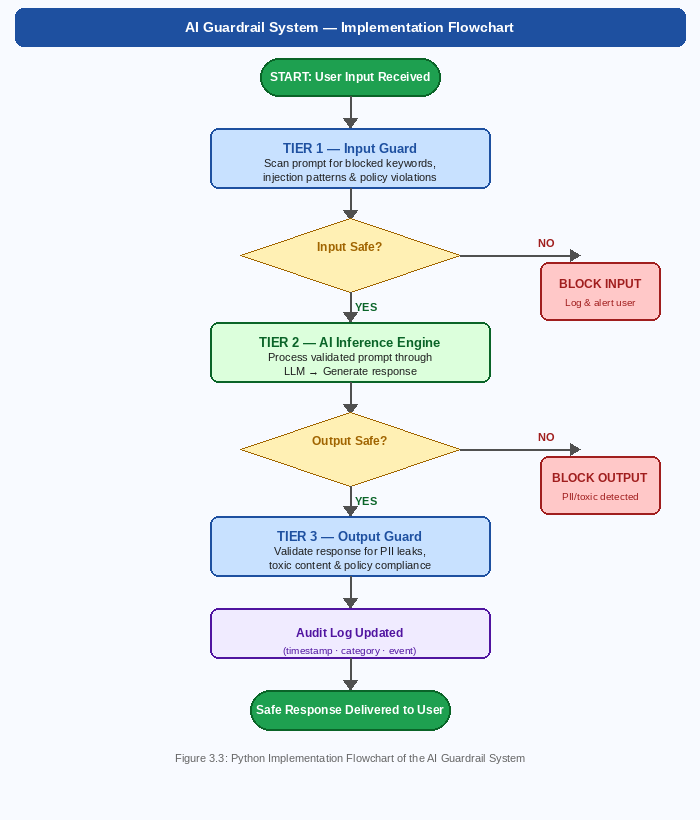 AI Guardrail System — Implementation Flowchart
START: User Input Received
TIER 1 — Input Guard
Scan prompt for blocked keywords,
injection patterns & policy violations
Input Safe?
NO
BLOCK INPUT
Log & alert user
YES
TIER 2 — AI Inference Engine
Process validated prompt through
LLM → Generate response
Output Safe?
NO
BLOCK OUTPUT
PII/toxic detected
YES
TIER 3 — Output Guard
Validate response for PII leaks,
toxic content & policy compliance
Audit Log Updated
(timestamp · category · event)
Safe Response Delivered to User
Figure 3.3: Python Implementation Flowchart of the AI Guardrail System